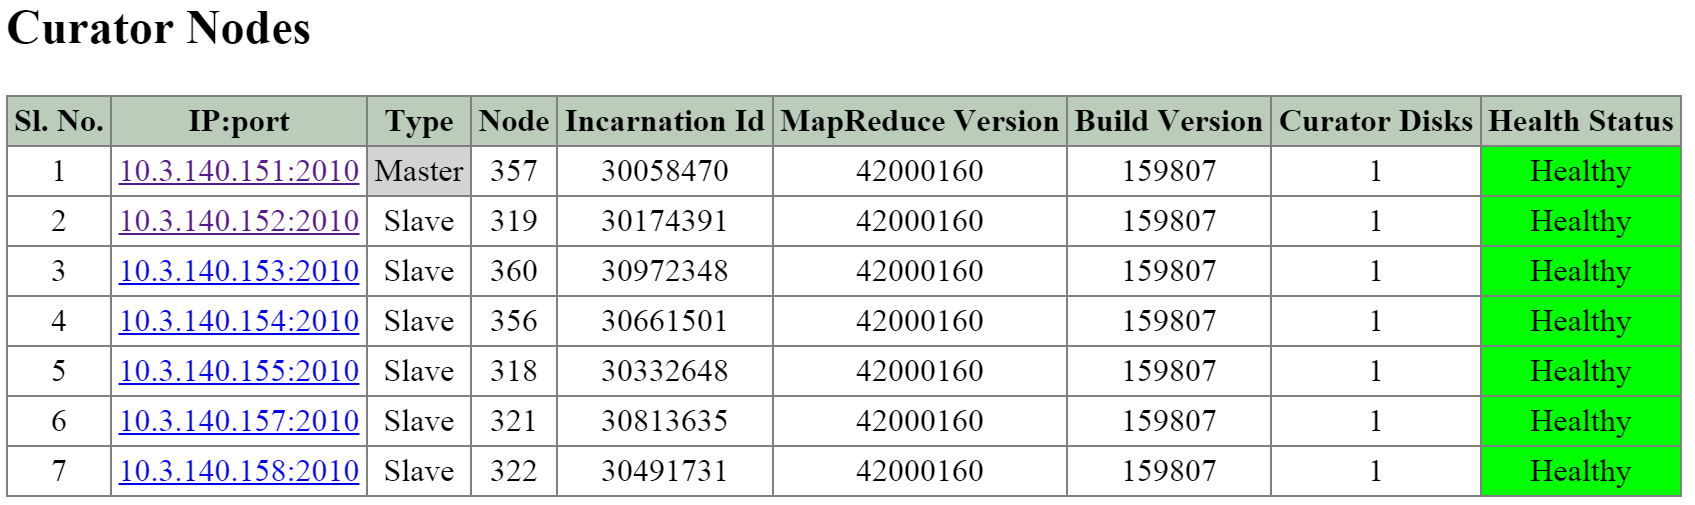 Curator Nodes
Sl. No. IP:port Type Node Incarnation Id MapReduce Version Build Version Curator Disks Health Status
1 10.3.140.151:2010 Master 357 30058470 42000160 159807 1 Healthy
2 10.3.140.152:2010 Slave 319 30174391 42000160 159807 1 Healthy
3 10.3.140.153:2010 Slave 360 30972348 42000160 159807 1 Healthy
4 10.3.140.154:2010 Slave 356 30661501 42000160 159807 1 Healthy
5 10.3.140.155:2010 Slave 318 30332648 42000160 159807 1 Healthy
6 10.3.140.157:2010 Slave 321 30813635 42000160 159807 1 Healthy
7 10.3.140.158:2010 Slave 322 30491731 42000160 159807 1 Healthy